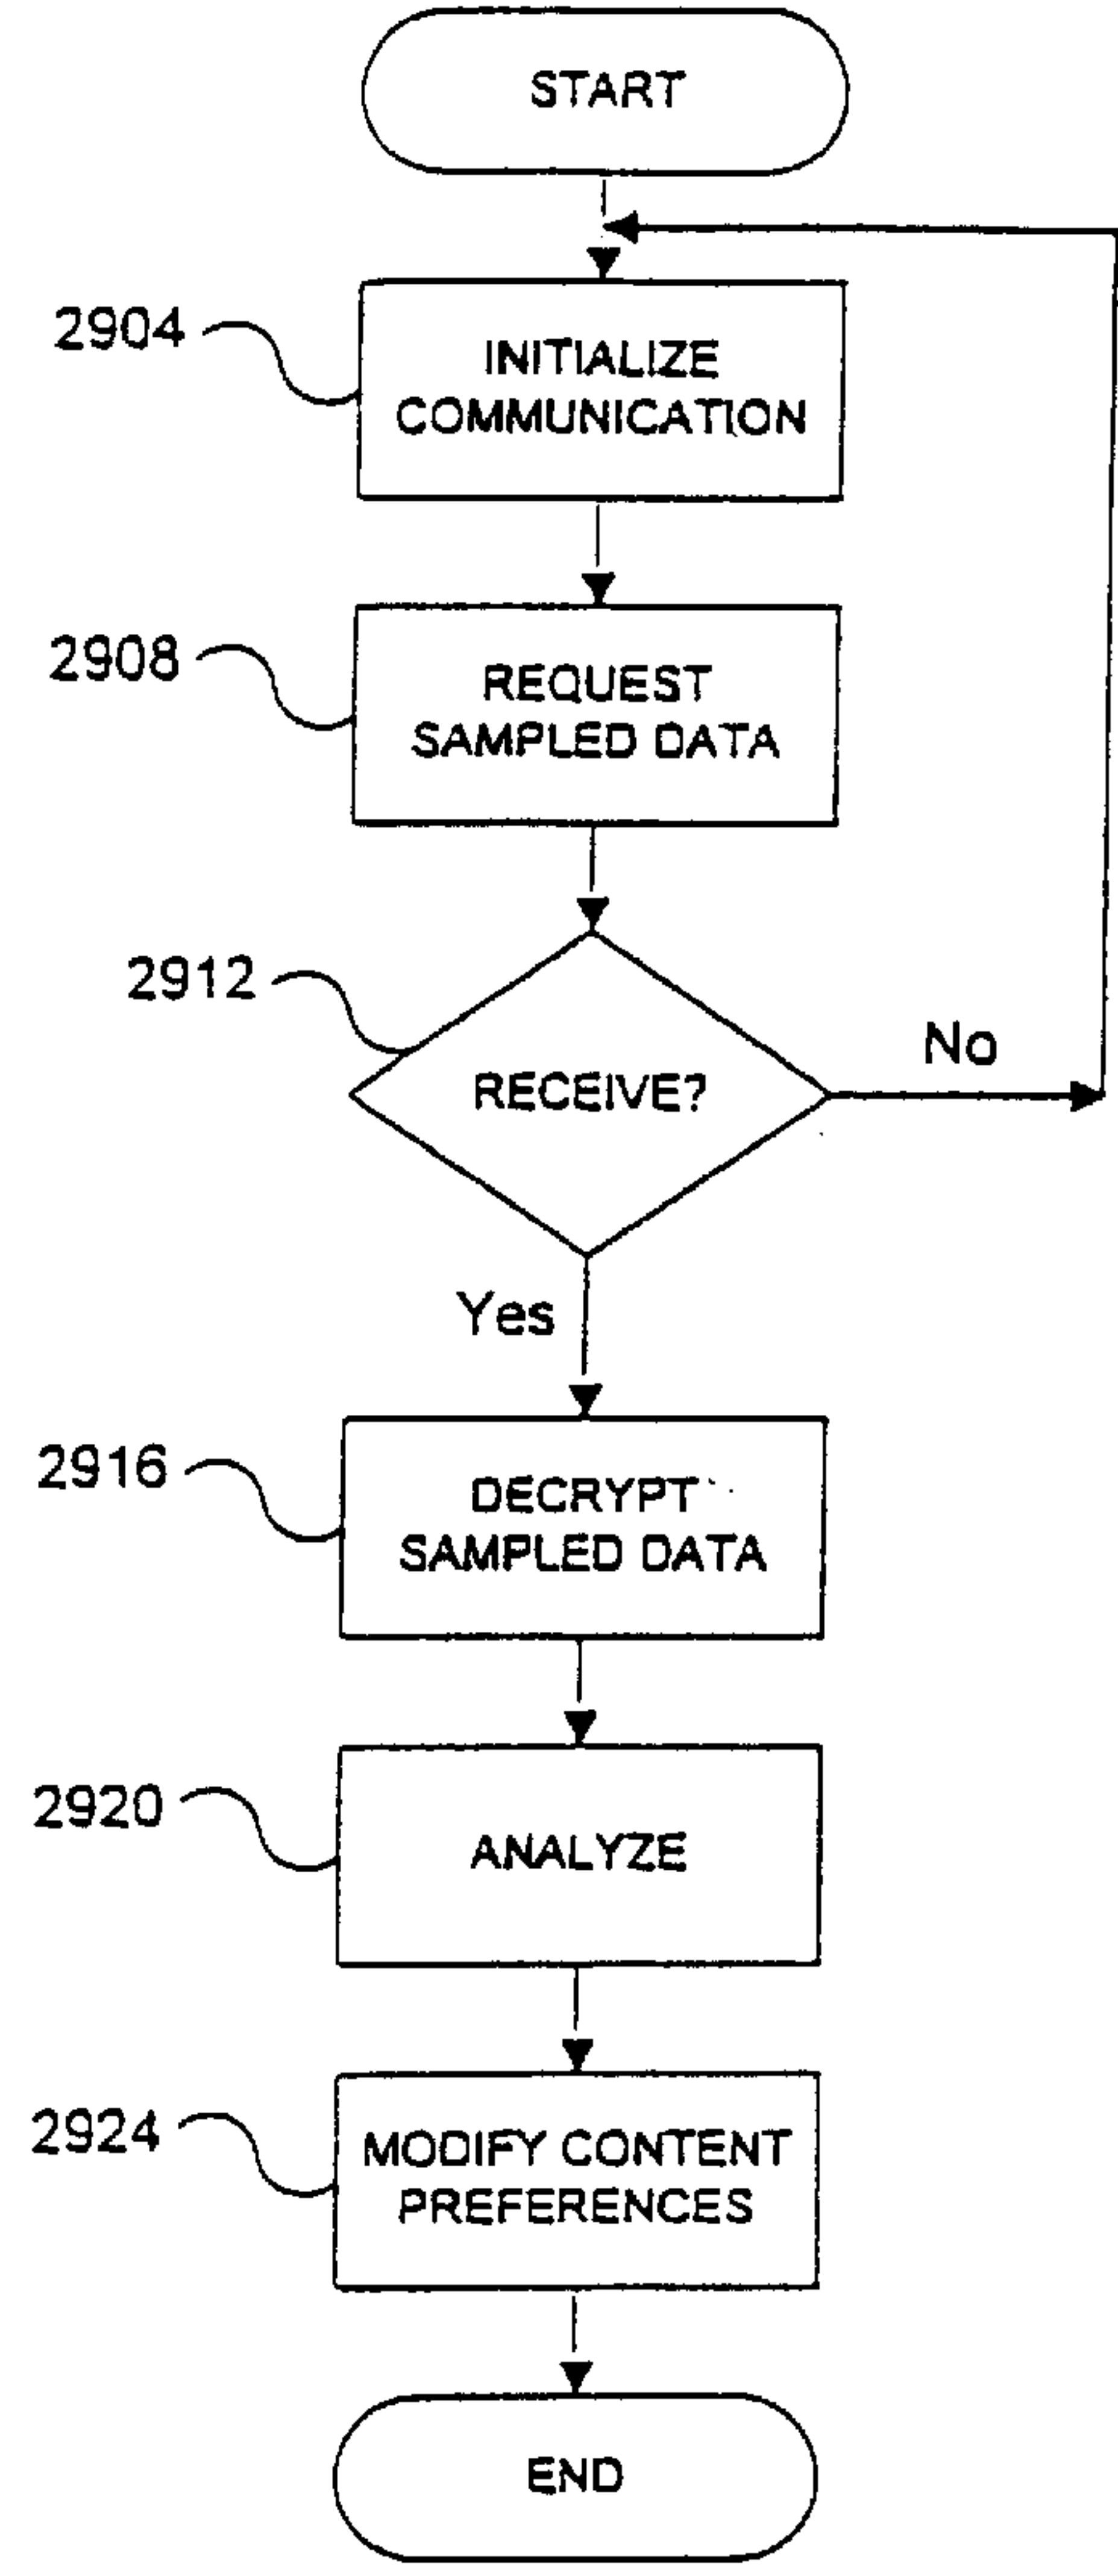 START
2904
INITIALIZE
COMMUNICATION
2908
REQUEST
SAMPLED DATA
2912
RECEIVE?
No
Yes
2916
DECRYPT
SAMPLED DATA
2920
ANALYZE
2924
MODIFY CONTENT
PREFERENCES
END